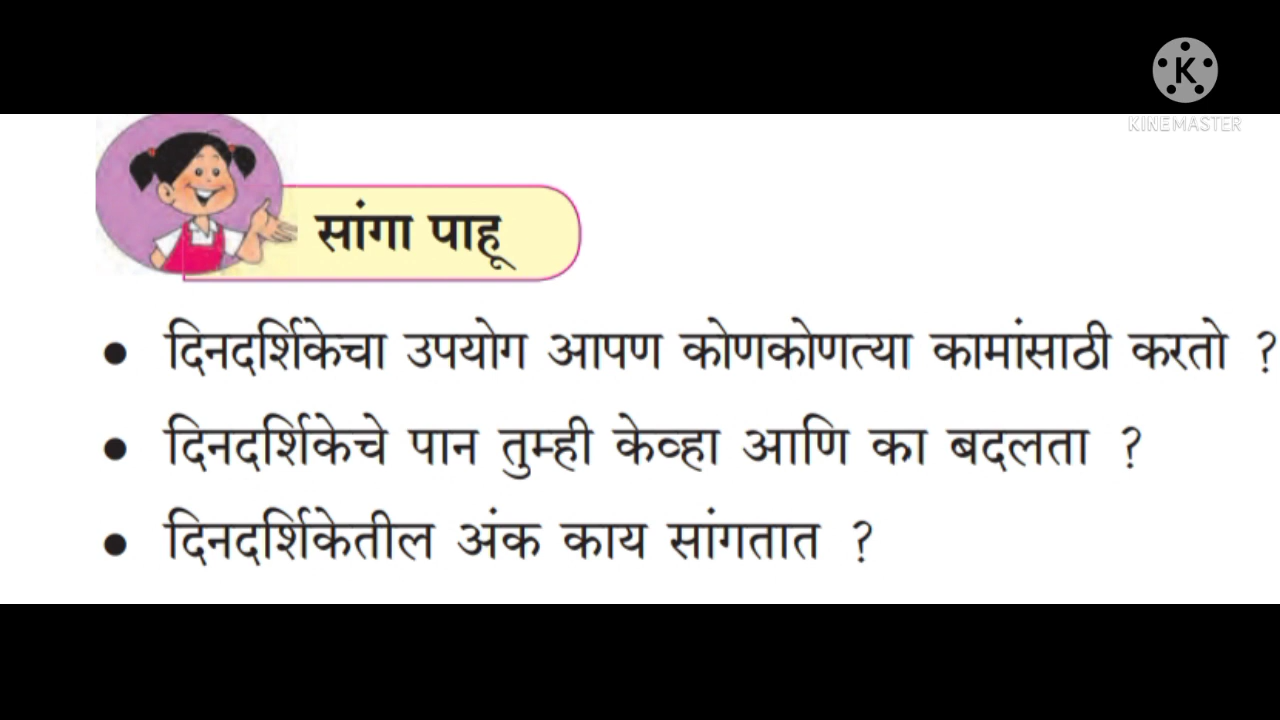 K
KINEMASTER
सांगा पाहू
• दिनदर्शिकेचा उपयोग आपण कोणकोणत्या कामांसाठी करतो ?
• दिनदर्शिकेचे पान तुम्ही केव्हा आणि का बदलता ?
• दिनदर्शिकेतील अंक काय सांगतात ?